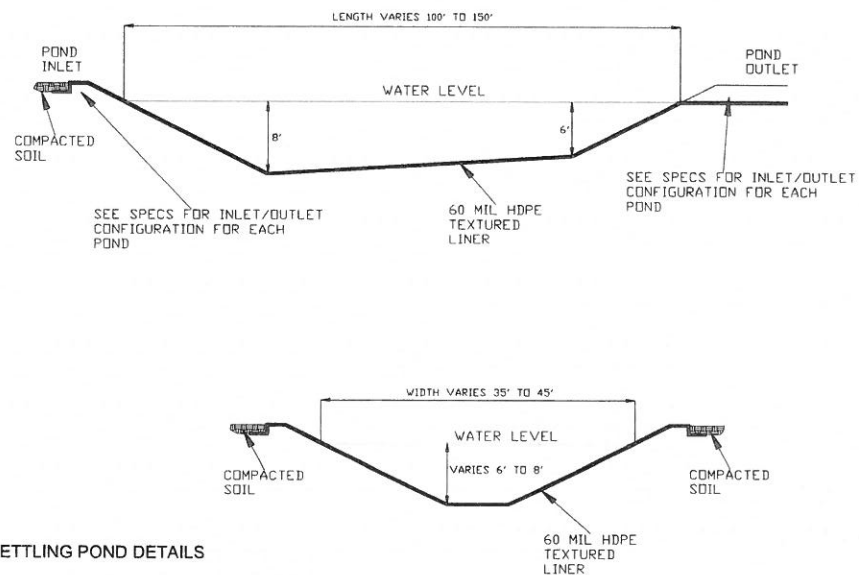 LENGTH VARIES 100' TO 150'
POND
INLET
POND
OUTLET
WATER LEVEL
8'
6'
COMPACTED
SOIL
SEE SPECS FOR INLET/OUTLET
CONFIGURATION FOR EACH
POND
60 MIL HDPE
TEXTURED
LINER
SEE SPECS FOR INLET/OUTLET
CONFIGURATION FOR EACH
POND
WIDTH VARIES 35' TO 45'
WATER LEVEL
VARIES 6' TO 8'
COMPACTED
SOIL
COMPACTED
SOIL
60 MIL HDPE
TEXTURED
LINER
ETTLING POND DETAILS